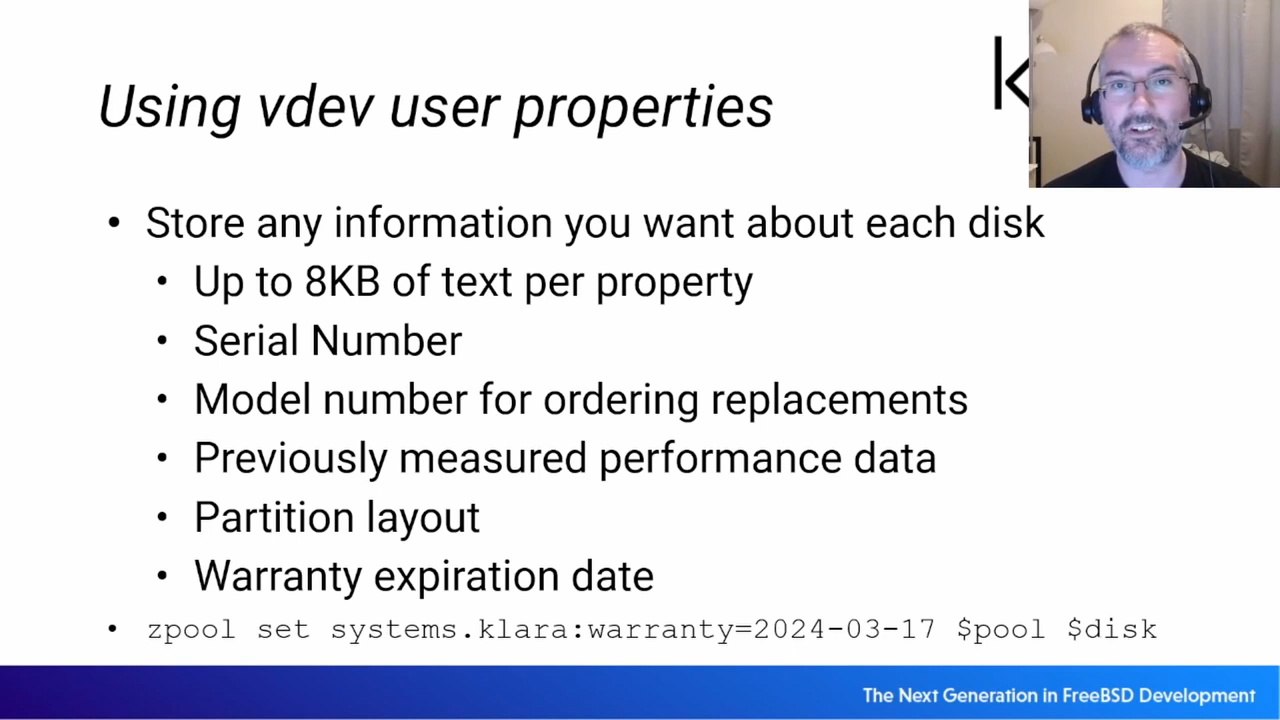 Using vdev user properties
k
• Store any information you want about each disk
• Up to 8KB of text per property
• Serial Number
• Model number for ordering replacements
• Previously measured performance data
• Partition layout
• Warranty expiration date
• zpool set systems.klara:warranty=2024-03-17 $pool $disk
The Next Generation in FreeBSD Development